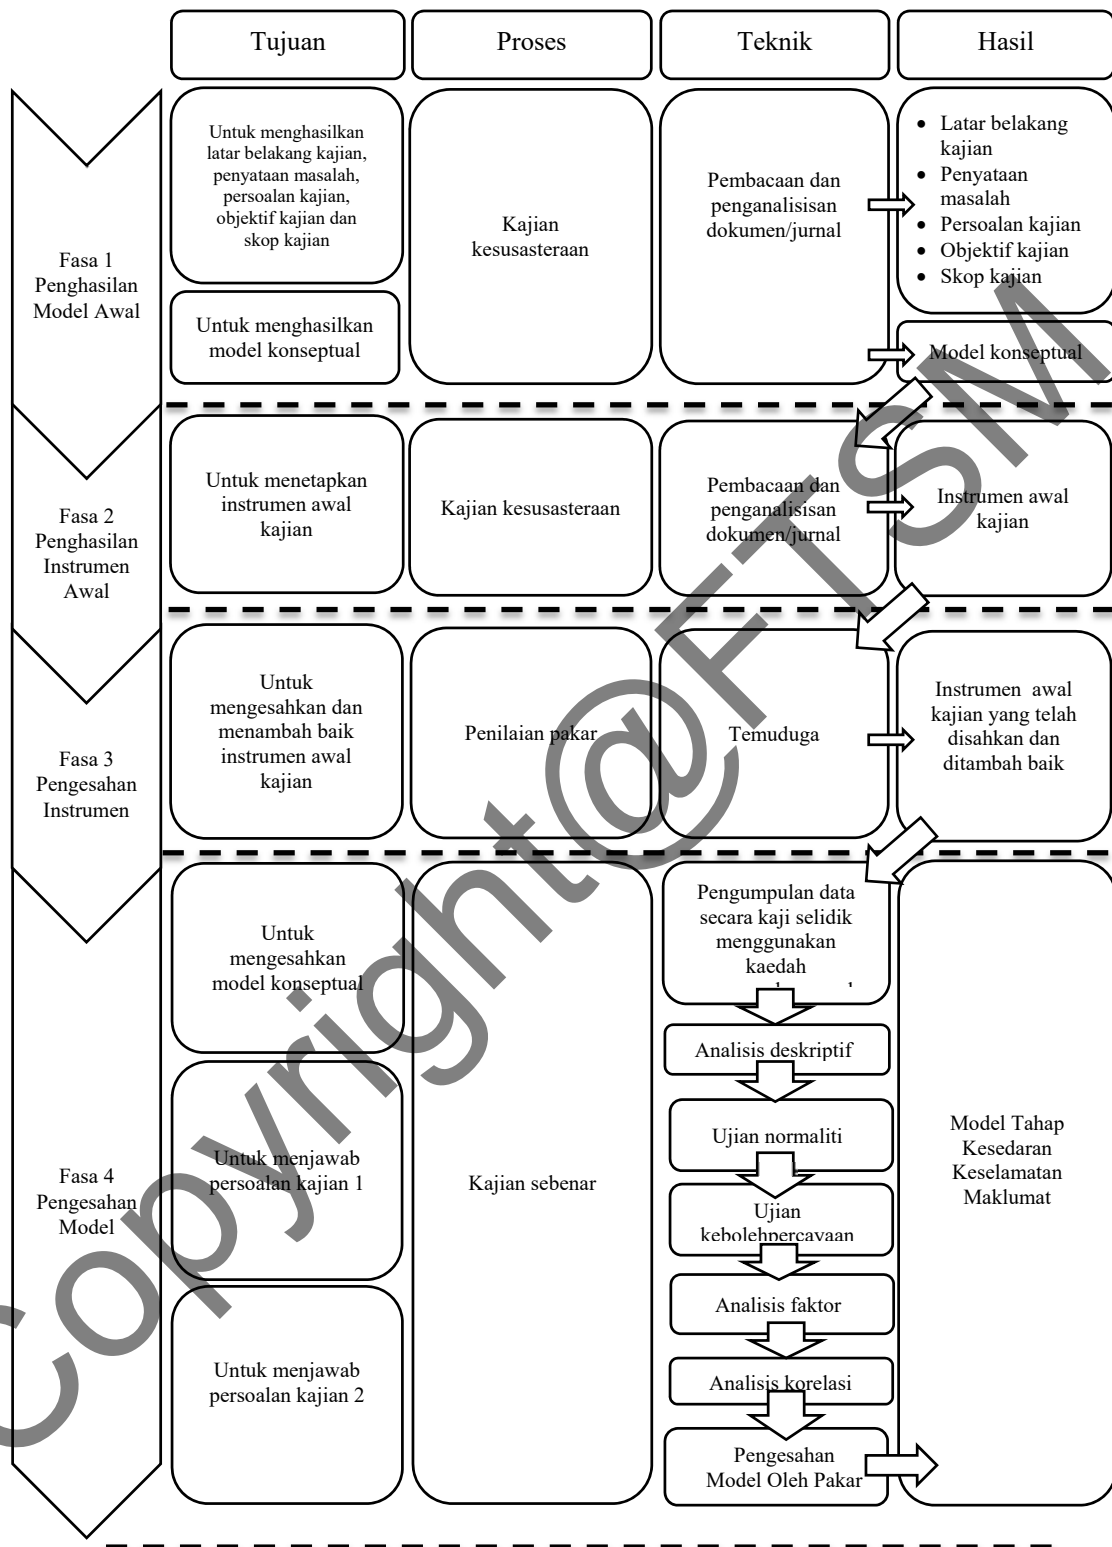 Tujuan
Proses
Teknik
Hasil
Fasa 1
Penghasilan
Model Awal
Untuk menghasilkan
latar belakang kajian,
penyataan masalah,
persoalan kajian,
objektif kajian dan
skop kajian
Untuk menghasilkan
model konseptual
Kajian
kesusasteraan
Pembacaan dan
penganalisisan
dokumen/jurnal
• Latar belakang
kajian
• Penyataan
masalah
• Persoalan kajian
• Objektif kajian
• Skop kajian
Model konseptual
Fasa 2
Penghasilan
Instrumen
Awal
Untuk menetapkan
instrumen awal
kajian
Kajian kesusasteraan
Pembacaan dan
penganalisisan
dokumen/jurnal
Instrumen awal
kajian
Fasa 3
Pengesahan
Instrumen
Untuk
mengesahkan dan
menambah baik
instrumen awal
kajian
Penilaian pakar
Temuduga
Instrumen awal
kajian yang telah
disahkan dan
ditambah baik
Fasa 4
Pengesahan
Model
Untuk
mengesahkan
model konseptual
Untuk menjawab
persoalan kajian 1
Untuk menjawab
persoalan kajian 2
Kajian sebenar
Pengumpulan data
secara kaji selidik
menggunakan
kaedah
Analisis deskriptif
Ujian normaliti
Ujian
kebolehpercayaan
Analisis faktor
Analisis korelasi
Pengesahan
Model Oleh Pakar
Model Tahap
Kesedaran
Keselamatan
Maklumat
Copyright@FTSM